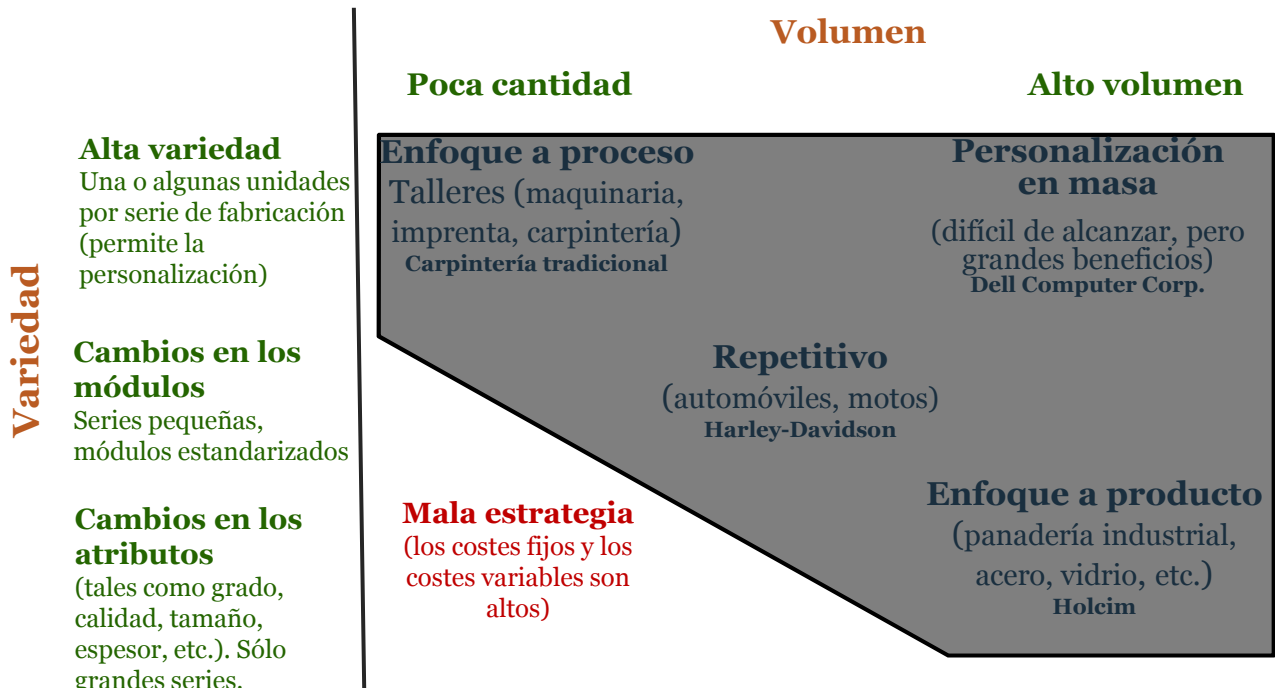 Volumen
Poca cantidad
Alto volumen
Variedad
Alta variedad
Una o algunas unidades
por serie de fabricación
(permite la
personalización)
Enfoque a proceso
Talleres (maquinaria,
imprenta, carpintería)
Carpintería tradicional
Personalización
en masa
(difícil de alcanzar, pero
grandes beneficios)
Dell Computer Corp.
Cambios en los
módulos
Series pequeñas,
módulos estandarizados
Repetitivo
(automóviles, motos)
Harley-Davidson
Cambios en los
atributos
(tales como grado,
calidad, tamaño,
espesor, etc.). Sólo
grandes series.
Mala estrategia
(los costes fijos y los
costes variables son
altos)
Enfoque a producto
(panadería industrial,
acero, vidrio, etc.)
Holcim